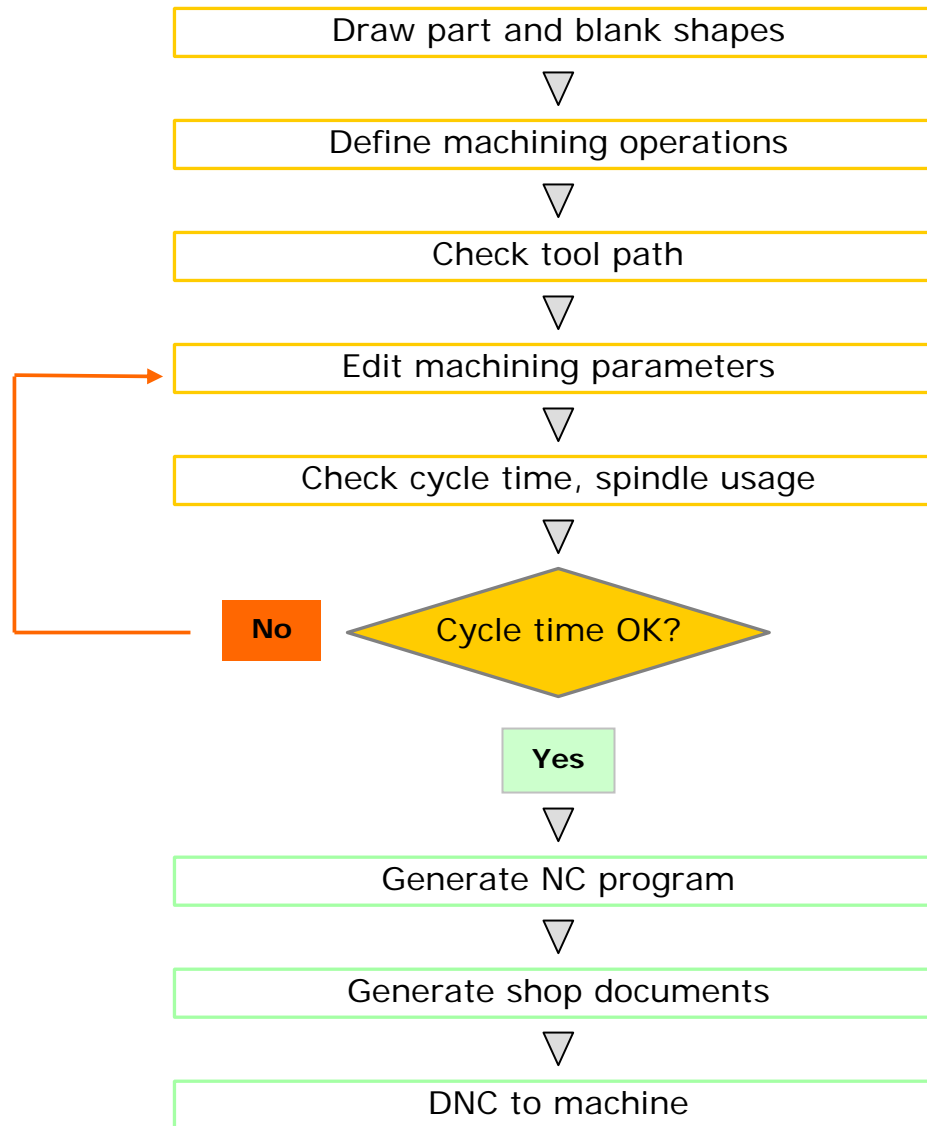 Draw part and blank shapes
Define machining operations
Check tool path
Edit machining parameters
Check cycle time, spindle usage
No
Cycle time OK?
Yes
Generate NC program
Generate shop documents
DNC to machine